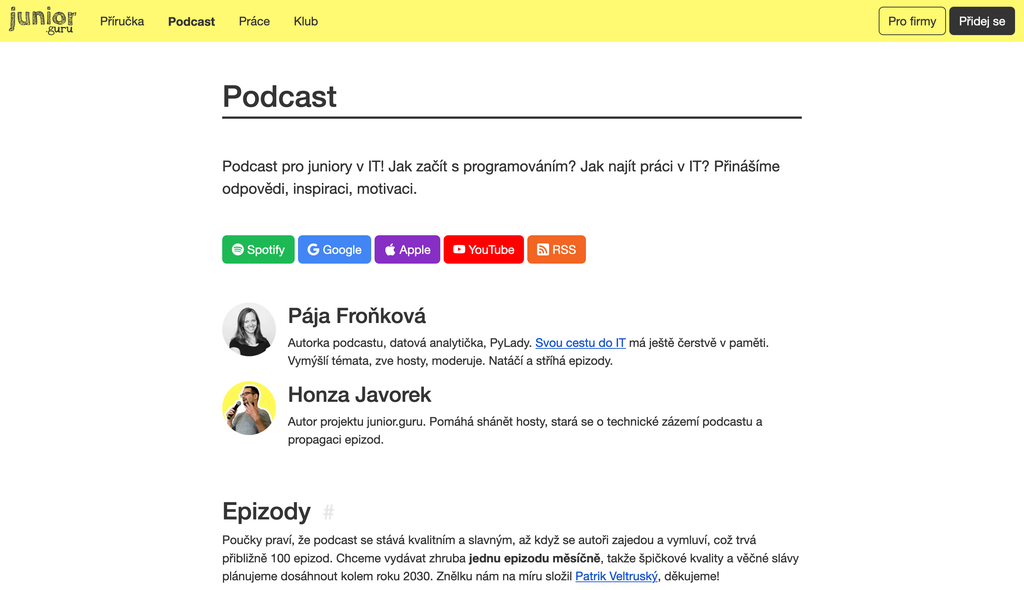 junior
.guru
Příručka
Podcast
Práce
Klub
Pro firmy
Přidej se
Podcast
Podcast pro juniory v IT! Jak začít s programováním? Jak najít práci v IT? Přinášíme
odpovědi, inspiraci, motivaci.
Spotify
Google
Apple
YouTube
RSS
Pája Froňková
Autorka podcastu, datová analytička, PyLady. Svou cestu do IT má ještě čerstvě v paměti.
Vymýšlí témata, zve hosty, moderuje. Natáčí a stříhá epizody.
Honza Javorek
Autor projektu junior.guru. Pomáhá shánět hosty, stará se o technické zázemí podcastu a
propagaci epizod.
Epizody #
Poučky praví, že podcast se stává kvalitním a slavným, až když se autoři zajedou a vymluví, což trvá
přibližně 100 epizod. Chceme vydávat zhruba jednu epizodu měsíčně, takže špičkové kvality a věčné slávy
plánujeme dosáhnout kolem roku 2030. Znělku nám na míru složil Patrik Veltruský, děkujeme!